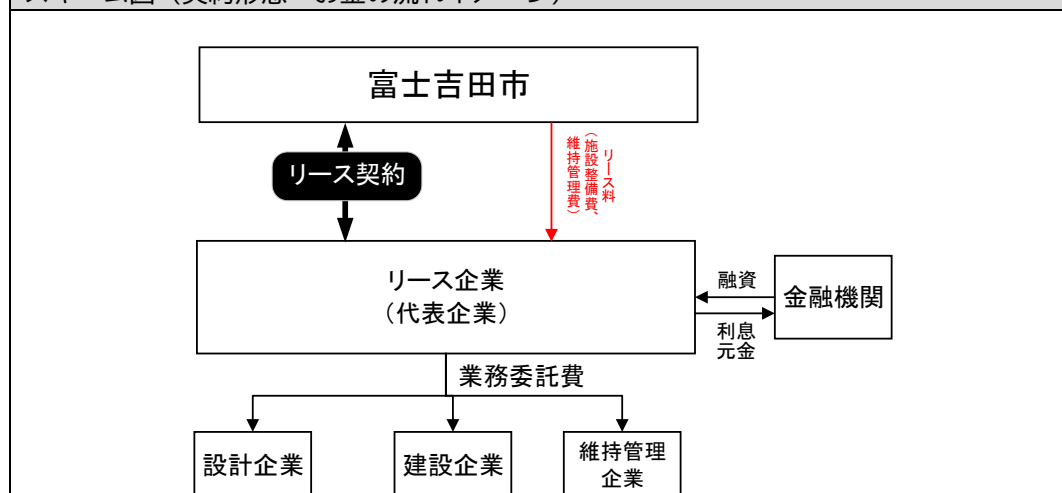 スキーム図（契約形態・お金の流れイメージ）
富士吉田市
リース契約
リース料
（施設整備費、
維持管理費）
リース企業
（代表企業）
融資
金融機関
利息
元金
業務委託費
設計企業
建設企業
維持管理
企業